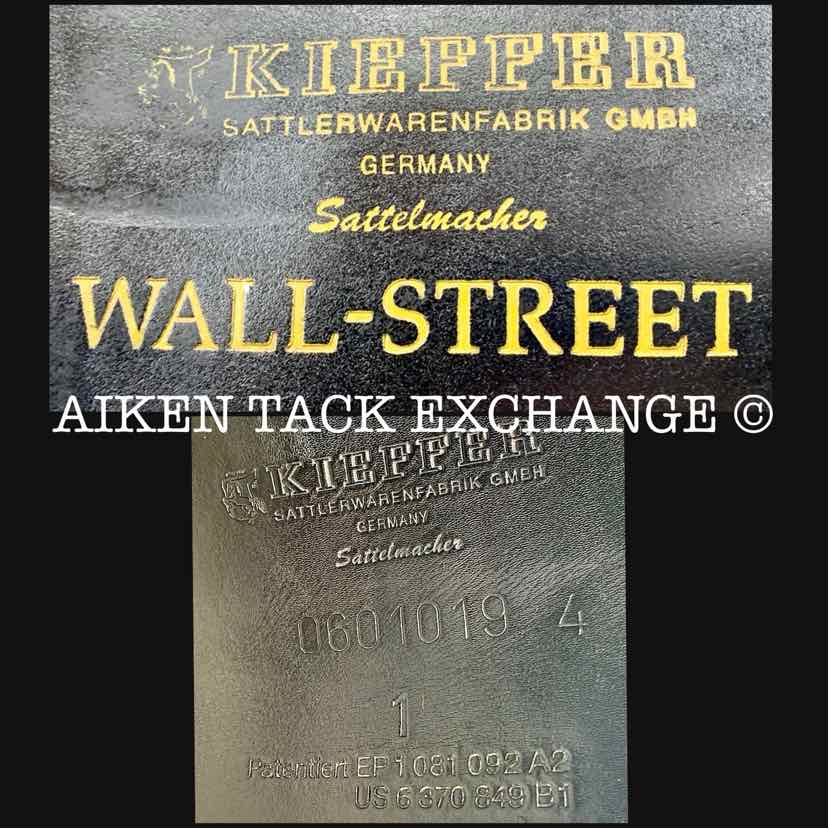 KIEFFER
SATTLERWARENFABRIK GMBH
GERMANY
Sattelmacher
WALL-STREET
AIKEN TACK EXCHANGE ©
KIEFFER
SATTLERWARENFABRIK GMBH
GERMANY
Sattelmacher
0601019 4
1
Patentiert EP 1 081 092 A2
US 6 370 849 B1